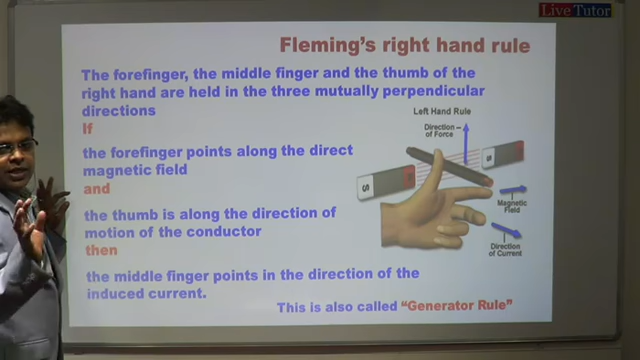 Live Tutor
Fleming's right hand rule
The forefinger, the middle finger and the thumb of the
right hand are held in the three mutually perpendicular
directions
If
the forefinger points along the direct
magnetic field
and
the thumb is along the direction of
motion of the conductor
then
the middle finger points in the direction of the
induced current.
This is also called "Generator Rule"
Left Hand Rule
Direction
of Force
S
S
Magnetic
Field
Direction
of Current